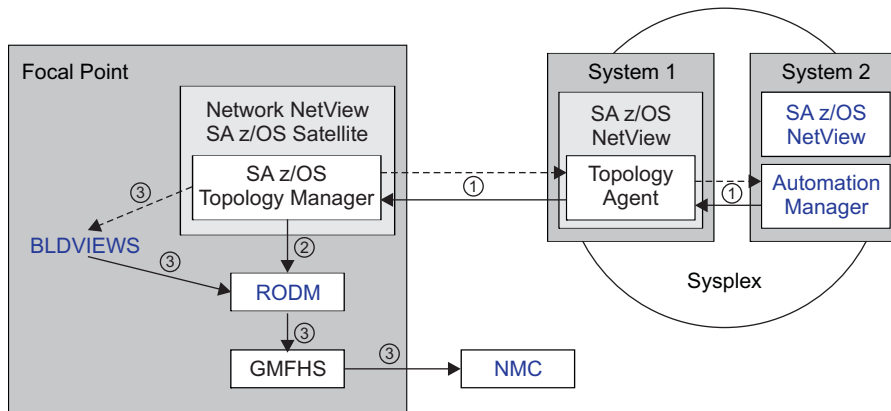 Focal Point
Network NetView
SA z/OS Satellite
SA z/OS
Topology Manager
③
BLDVIEWS
③
②
RODM
③
GMFHS
③
NMC
①
System 1
SA z/OS
NetView
Topology
Agent
①
System 2
SA z/OS
NetView
Automation
Manager
Sysplex